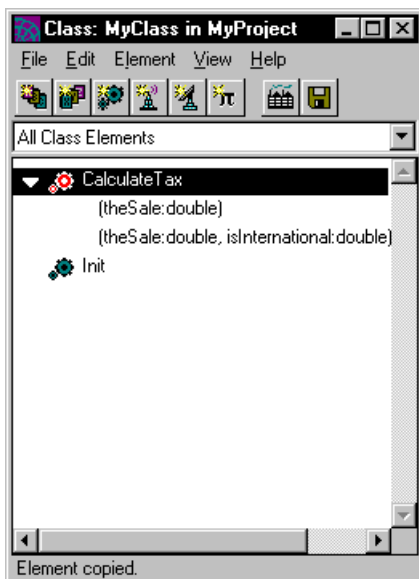 Class: MyClass in MyProject
File Edit Element View Help
π
All Class Elements
CalculateTax
(theSale:double)
(theSale:double, isInternational:double)
Init
Element copied.